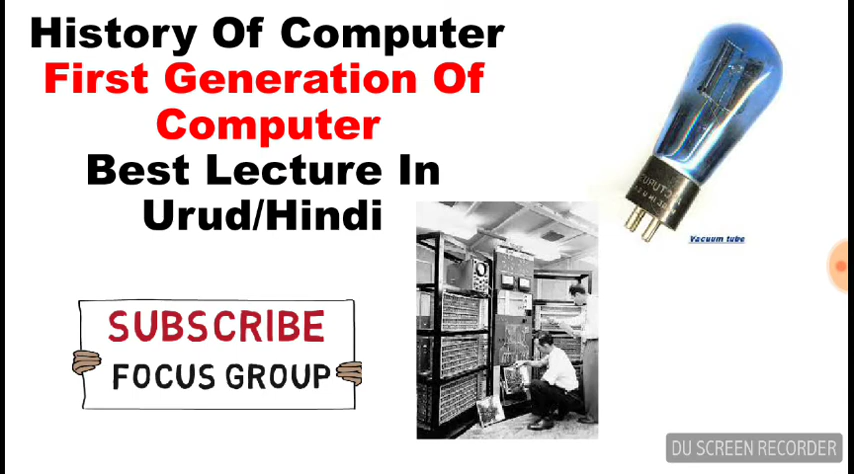 History Of Computer
First Generation Of
Computer
Best Lecture In
Urud/Hindi
Vacuum tube
SUBSCRIBE
FOCUS GROUP
DU SCREEN RECORDER